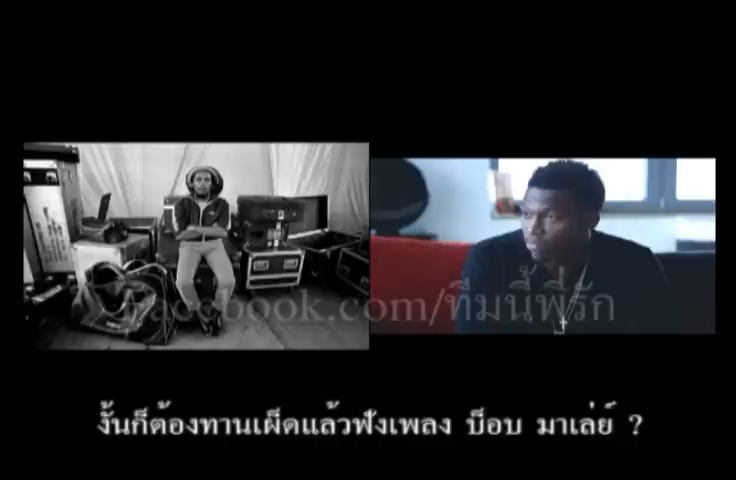 Facebook.com/ทีมนี้พี่รัก
งั้นก็ต้องทานเผ็ดแล้วฟังเพลง บ็อบ มาเล่ย์ ?